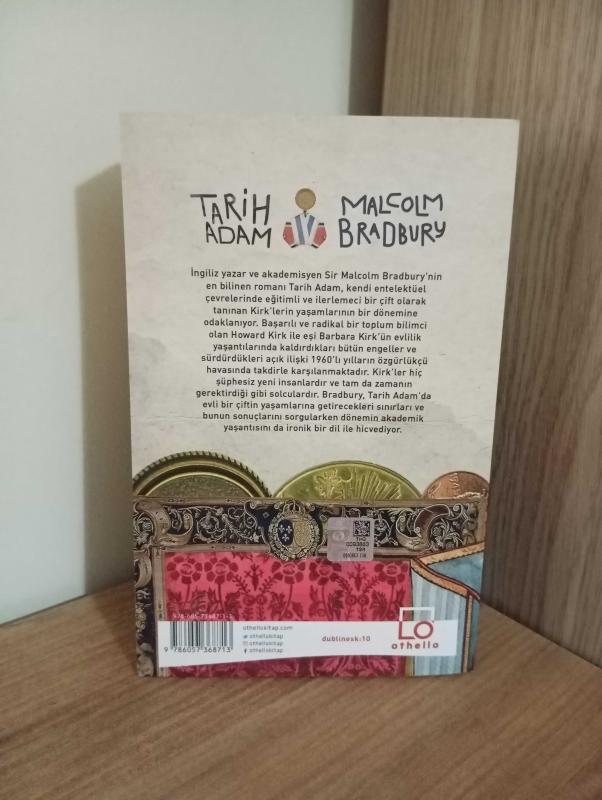 TARİH
ADAM
MALCOLM
BRADBURY
İngiliz yazar ve akademisyen Sir Malcolm Bradbury'nin
en bilinen romanı Tarih Adam, kendi entelektüel
çevrelerinde eğitimli ve ilerlemeci bir çift olarak
tanınan Kirk'lerin yaşamlarının bir dönemine
odaklanıyor. Başarılı ve radikal bir toplum bilimci
olan Howard Kirk ile eşi Barbara Kirk'ün evlilik
yaşantılarında kaldırdıkları bütün engeller ve
sürdürdükleri açık ilişki 1960'lı yılların özgürlükçü
havasında takdirle karşılanmaktadır. Kirk'ler hiç
şüphesiz yeni insanlardır ve tam da zamanın
gerektirdiği gibi solculardır. Bradbury, Tarih Adam'da
evli bir çiftin yaşamlarına getirecekleri sınırları ve
bunun sonuçlarını sorgularken dönemin akademik
yaşantısını da ironik bir dil ile hicvediyor.
othellokitap.com
othellokitap
othellokitap
othellokitap
9 786057 368713
dublinesk:10
LO
othello